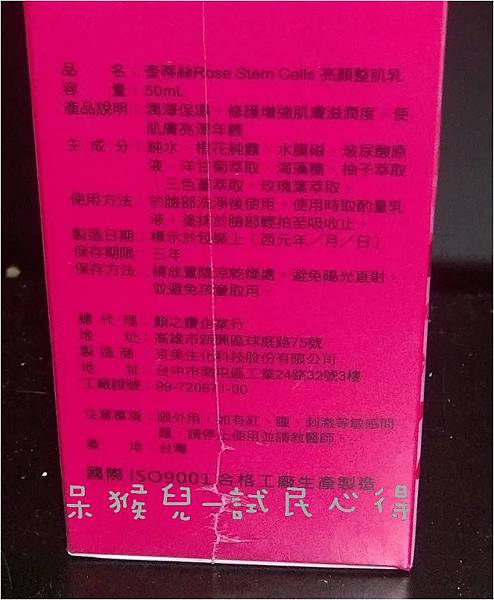 品　　名：奎蒂絲Rose Stem Cells 亮顏整肌乳
容　　量：50mL
產品說明：潤澤保濕，修護增強肌膚滋潤度，使
肌膚亮澤年輕
主 成 分：純水、橙花純露、水腦磁、玻尿酸原
液、洋甘菊萃取、海藻糖、柚子萃取
、三色堇萃取、玫瑰葉萃取。
使用方法：於臉部洗淨後使用，使用時取酌量乳
液，塗抹於臉部輕拍至吸收止。
製造日期：標示於包裝上（西元年／月／日）
保存期限：三年
保存方法：請放置陰涼乾燥處，避免陽光直射，
並避免孩童取用。
總 代 理：顏之鑽企業行
地　　址：高雄市新興區球庭路75號
製 造 商：京美生化科技股份有限公司
地　　址：台中市南屯區工業24路32號3樓
工廠證號：99-720671-00
注意事項：限外用，如有紅、腫、刺激等敏感問
題，請停止使用並請教醫師。
產　　地：台灣
國際 ISO9001 合格工廠生產製造
呆猴兒-試民心得